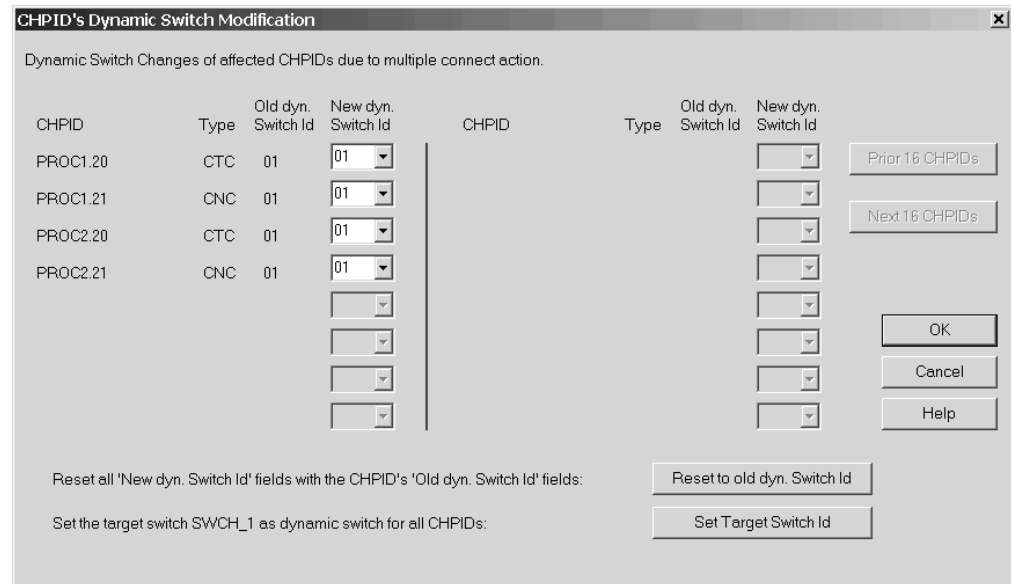 CHPID's Dynamic Switch Modification
Dynamic Switch Changes of affected CHPIDs due to multiple connect action.
CHPID Type Old dyn. Switch Id New dyn. Switch Id CHPID Type Old dyn. Switch Id New dyn. Switch Id
PROC1.20 CTC 01 01 Prior 16 CHPIDs
PROC1.21 CNC 01 01
Next 16 CHPIDs
PROC2.20 CTC 01 01
PROC2.21 CNC 01 01
OK
Cancel
Help
Reset all 'New dyn. Switch Id' fields with the CHPID's 'Old dyn. Switch Id' fields: Reset to old dyn. Switch Id
Set the target switch SWCH_1 as dynamic switch for all CHPIDs: Set Target Switch Id